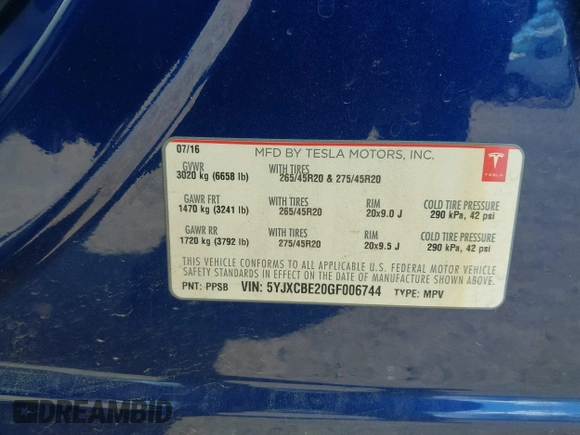 07/16 MFD BY TESLA MOTORS, INC.
GVWR
3020 kg (6658 lb) WITH TIRES
265/45R20 & 275/45R20
TESLA
GAWR FRT
1470 kg (3241 lb) WITH TIRES
265/45R20 RIM
20x9.0 J COLD TIRE PRESSURE
290 kPa, 42 psi
GAWR RR
1720 kg (3792 lb) WITH TIRES
275/45R20 RIM
20x9.5 J COLD TIRE PRESSURE
290 kPa, 42 psi
THIS VEHICLE CONFORMS TO ALL APPLICABLE U.S. FEDERAL MOTOR VEHICLE
SAFETY STANDARDS IN EFFECT ON THE DATE OF MANUFACTURE SHOWN ABOVE.
PNT: PPSB VIN: 5YJXCBE20GF006744 TYPE: MPV
DREAMBID